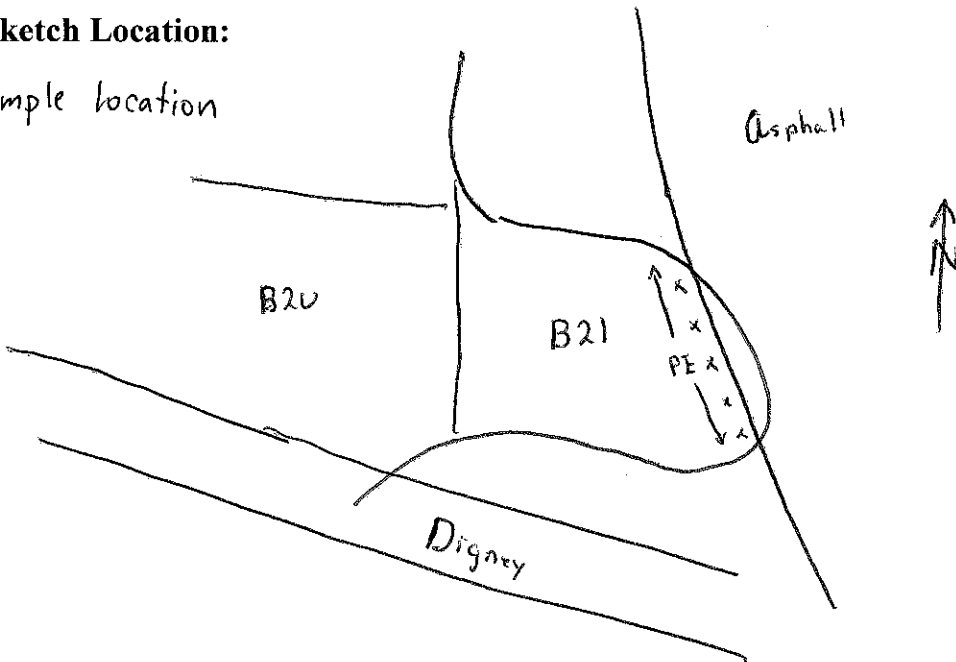 ketch Location:
mple location
Asphalt
N
B20
B21
x
x
PE x
x
x
Digney